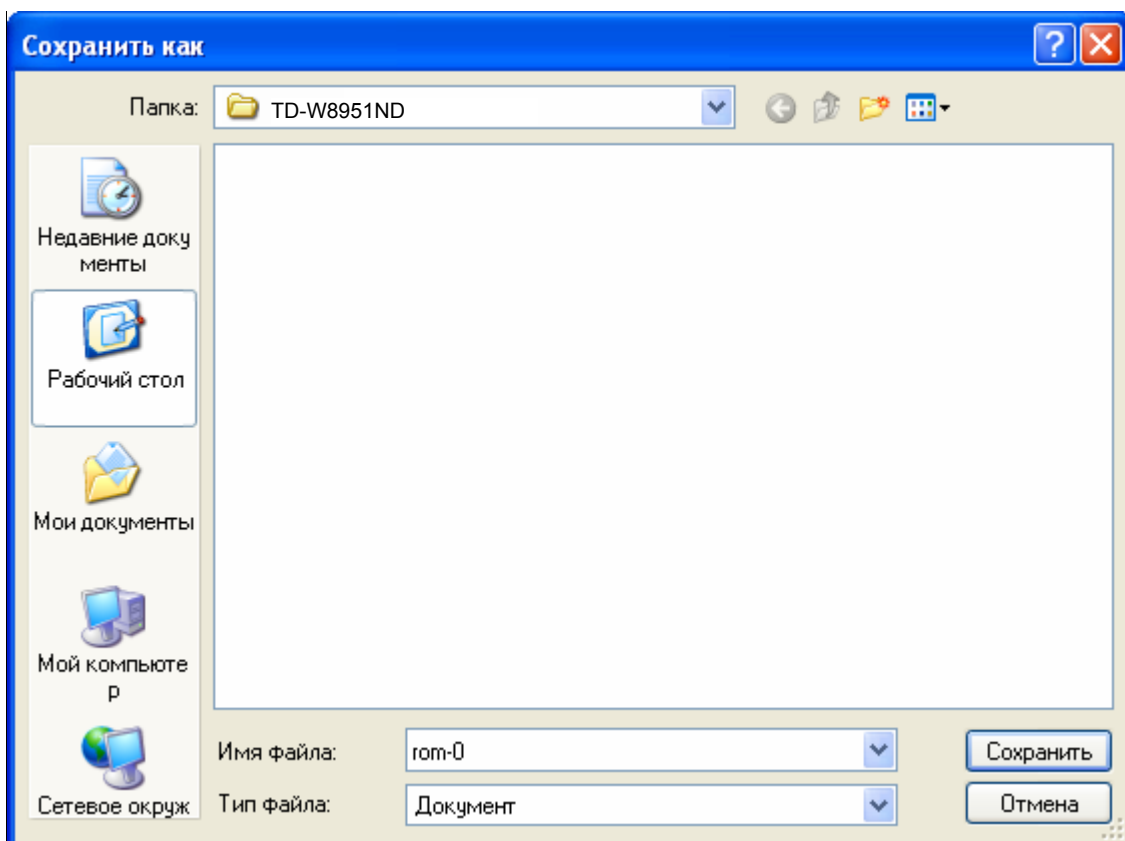 Сохранить как
Папка:
TD-W8951ND
Недавние доку
менты
Рабочий стол
Мои документы
Мой компьюте
р
Сетевое окруж
Имя файла:
rom-0
Сохранить
Тип файла:
Документ
Отмена